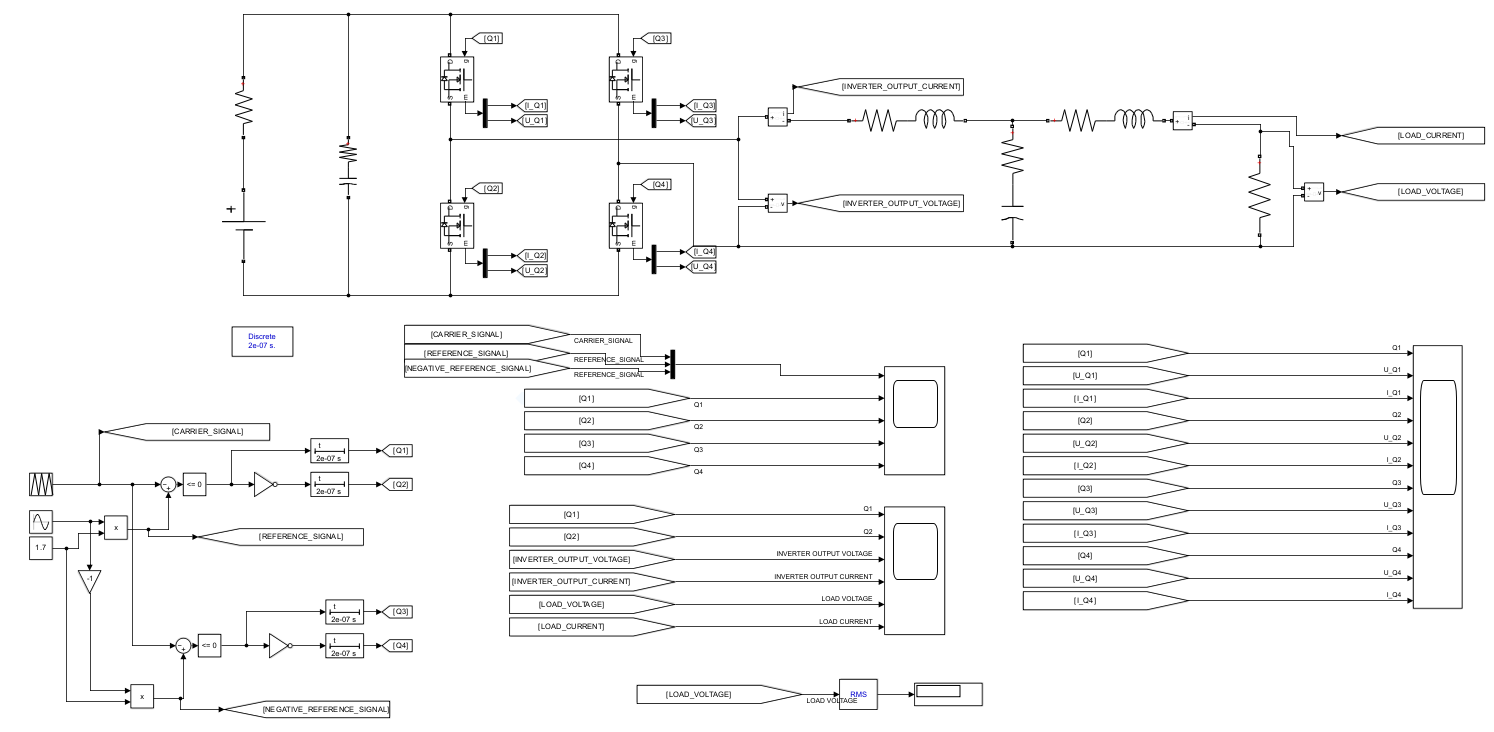 [Q1]
[Q3]
g
D
S
E
g
D
S
E
[I_Q1]
[U_Q1]
[I_Q3]
[U_Q3]
[INVERTER_OUTPUT_CURRENT]
+
i
-
+
i
-
[LOAD_CURRENT]
[Q2]
[Q4]
g
D
S
E
g
D
S
E
+
+
-
v
[INVERTER_OUTPUT_VOLTAGE]
+
-
v
[LOAD_VOLTAGE]
[I_Q2]
[U_Q2]
[I_Q4]
[U_Q4]
Discrete
2e-07 s.
[CARRIER_SIGNAL]
CARRIER_SIGNAL
[REFERENCE_SIGNAL]
REFERENCE_SIGNAL
[NEGATIVE_REFERENCE_SIGNAL]
REFERENCE_SIGNAL
[Q1]
Q1
[Q2]
Q2
[Q3]
Q3
[Q4]
Q4
[Q1]
Q1
[U_Q1]
U_Q1
[I_Q1]
I_Q1
[Q2]
Q2
[U_Q2]
U_Q2
[I_Q2]
I_Q2
[Q3]
Q3
[U_Q3]
U_Q3
[I_Q3]
I_Q3
[Q4]
Q4
[U_Q4]
U_Q4
[I_Q4]
I_Q4
[CARRIER_SIGNAL]
t
2e-07 s
[Q1]
<= 0
t
2e-07 s
[Q2]
x
1.7
[REFERENCE_SIGNAL]
-1
[Q1]
Q1
[Q2]
Q2
[INVERTER_OUTPUT_VOLTAGE]
INVERTER OUTPUT VOLTAGE
[INVERTER_OUTPUT_CURRENT]
INVERTER OUTPUT CURRENT
[LOAD_VOLTAGE]
LOAD VOLTAGE
[LOAD_CURRENT]
LOAD CURRENT
t
2e-07 s
[Q3]
<= 0
t
2e-07 s
[Q4]
x
[NEGATIVE_REFERENCE_SIGNAL]
[LOAD_VOLTAGE]
LOAD VOLTAGE
RMS